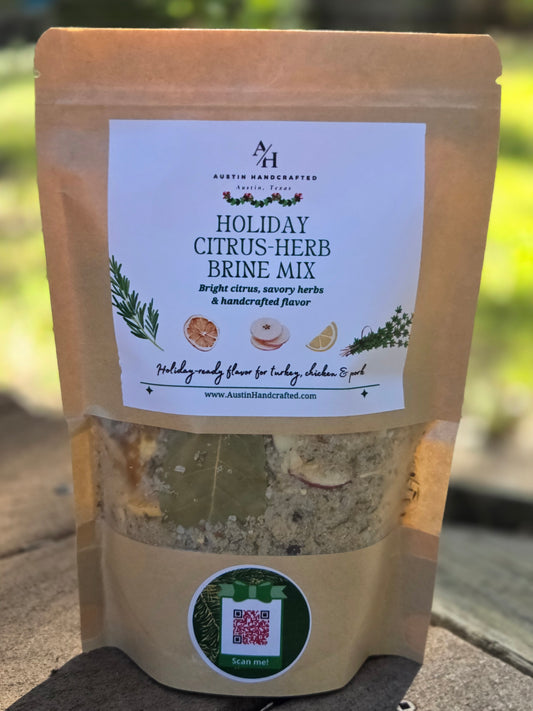 A/H
AUSTIN HANDCRAFTED
Austin, Texas
HOLIDAY
CITRUS-HERB
BRINE MIX
Bright citrus, savory herbs
& handcrafted flavor
Holiday-ready flavor for turkey, chicken & pork
www.AustinHandcrafted.com
Scan me!